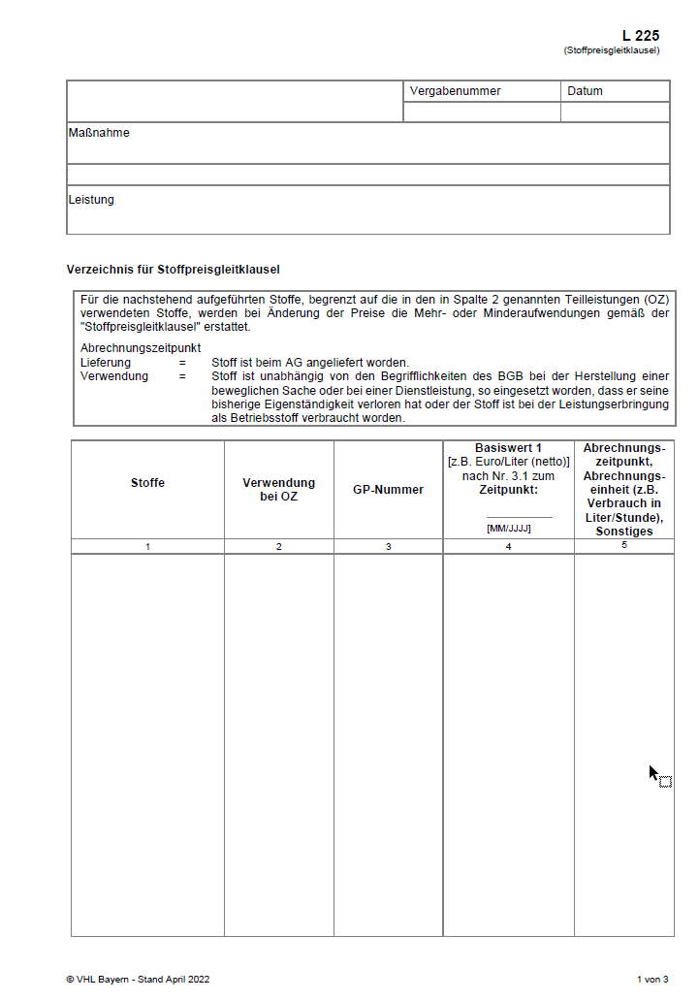 L 225
(Stoffpreisgleitklausel)
Vergabenummer Datum
Maßnahme
Leistung
Verzeichnis für Stoffpreisgleitklausel
Für die nachstehend aufgeführten Stoffe, begrenzt auf die in den in Spalte 2 genannten Teilleistungen (OZ)
verwendeten Stoffe, werden bei Änderung der Preise die Mehr- oder Minderaufwendungen gemäß der
"Stoffpreisgleitklausel" erstattet.
Abrechnungszeitpunkt
Lieferung = Stoff ist beim AG angeliefert worden.
Verwendung = Stoff ist unabhängig von den Begrifflichkeiten des BGB bei der Herstellung einer
beweglichen Sache oder bei einer Dienstleistung, so eingesetzt worden, dass er seine
bisherige Eigenständigkeit verloren hat oder der Stoff ist bei der Leistungserbringung
als Betriebsstoff verbraucht worden.
Stoffe
Verwendung
bei OZ
GP-Nummer
Basiswert 1
[z.B. Euro/Liter (netto)]
nach Nr. 3.1 zum
Zeitpunkt:
[MM/JJJJ]
Abrechnungs-
zeitpunkt,
Abrechnungs-
einheit (z.B.
Verbrauch in
Liter/Stunde),
Sonstiges
1 2 3 4 5
© VHL Bayern - Stand April 2022 1 von 3